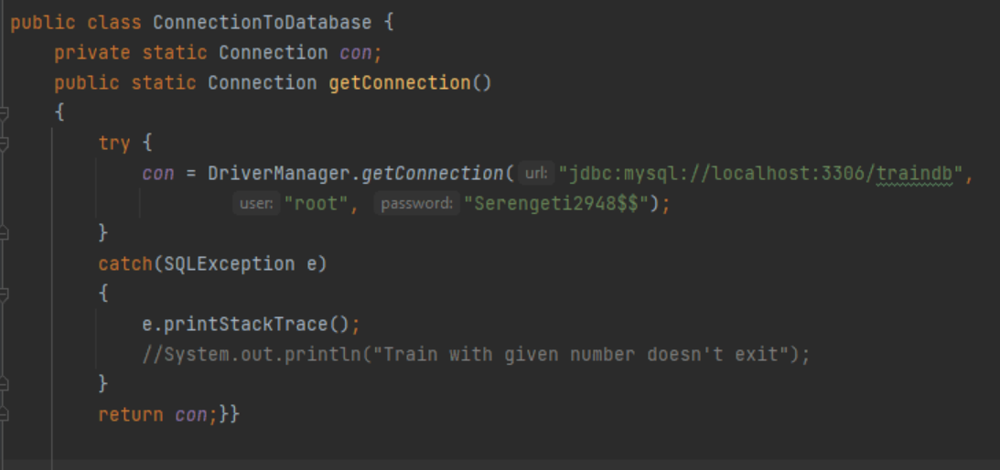 public class ConnectionToDatabase {
private static Connection con;
public static Connection getConnection()
{
try {
con = DriverManager.getConnection( url: "jdbc:mysql://localhost:3306/traindb",
user: "root", password: "Serengeti2948$$");
}
catch(SQLException e)
{
e.printStackTrace();
//System.out.println("Train with given number doesn't exit");
}
return con;}}